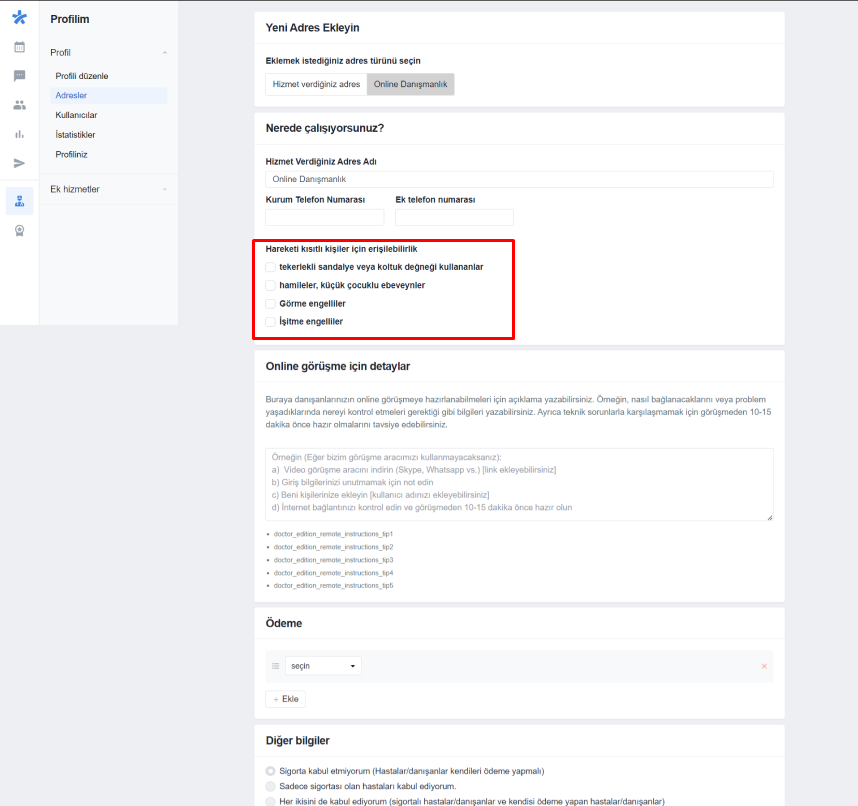 Profilim
Profil
Profili düzenle
Adresler
Kullanıcılar
İstatistikler
Profiliniz
Ek hizmetler
Yeni Adres Ekleyin
Eklemek istediğiniz adres türünü seçin
Hizmet verdiğiniz adres
Online Danışmanlık
Nerede çalışıyorsunuz?
Hizmet Verdiğiniz Adres Adı
Online Danışmanlık
Kurum Telefon Numarası
Ek telefon numarası
Hareketi kısıtlı kişiler için erişilebilirlik
tekerlekli sandalye veya koltuk değneği kullananlar
hamileler, küçük çocuklu ebeveynler
Görme engelliler
İşitme engelliler
Online görüşme için detaylar
Buraya danışanlarınızın online görüşmeye hazırlanabilmeleri için açıklama yazabilirsiniz. Örneğin, nasıl bağlanacaklarını veya problem
yaşadıklarında nereyi kontrol etmeleri gerektiği gibi bilgileri yazabilirsiniz. Ayrıca teknik sorunlarla karşılaşmamak için görüşmeden 10-15
dakika önce hazır olmalarını tavsiye edebilirsiniz.
Örneğin (Eğer bizim görüşme aracımızı kullanmayacaksanız):
a) Video görüşme aracını indirin (Skype, Whatsapp vs.) [link ekleyebilirsiniz]
b) Giriş bilgilerinizi unutmamak için not edin
c) Beni kişilerinize ekleyin [kullanıcı adınızı ekleyebilirsiniz]
d) İnternet bağlantınızı kontrol edin ve görüşmeden 10-15 dakika önce hazır olun
• doctor_edition_remote_instructions_tip1
• doctor_edition_remote_instructions_tip2
• doctor_edition_remote_instructions_tip3
• doctor_edition_remote_instructions_tip4
• doctor_edition_remote_instructions_tip5
Ödeme
seçin
+ Ekle
Diğer bilgiler
Sigorta kabul etmiyorum (Hastalar/danışanlar kendileri ödeme yapmalı)
Sadece sigortası olan hastaları kabul ediyorum.
Her ikisini de kabul ediyorum (sigortalı hastalar/danışanlar ve kendisi ödeme yapan hastalar/danışanlar)